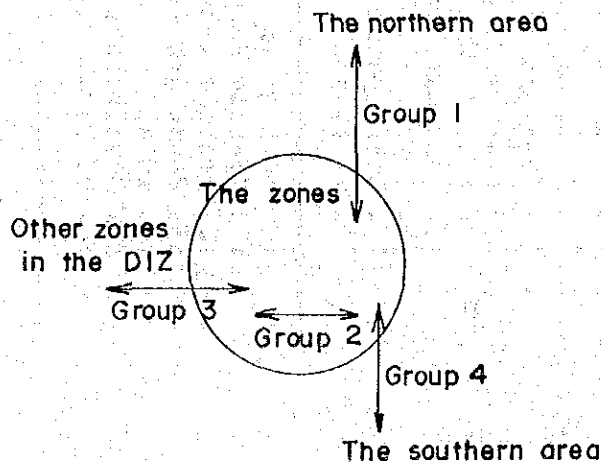 The northern area
Group 1
The zones
Other zones
in the DIZ
Group 3
Group 2
Group 4
The southern area